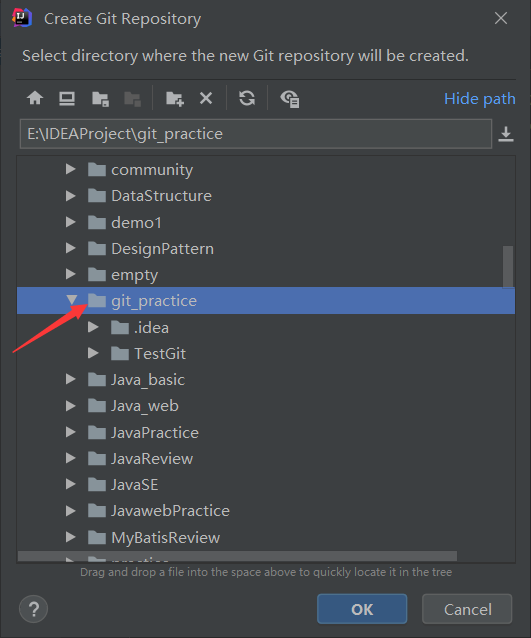 Create Git Repository
Select directory where the new Git repository will be created.
Hide path
E:\IDEAProject\git_practice
community
DataStructure
demo1
DesignPattern
empty
git_practice
.idea
TestGit
Java_basic
Java_web
JavaPractice
JavaReview
JavaSE
JavawebPractice
MyBatisReview
Drag and drop a file into the space above to quickly locate it in the tree
?
OK
Cancel